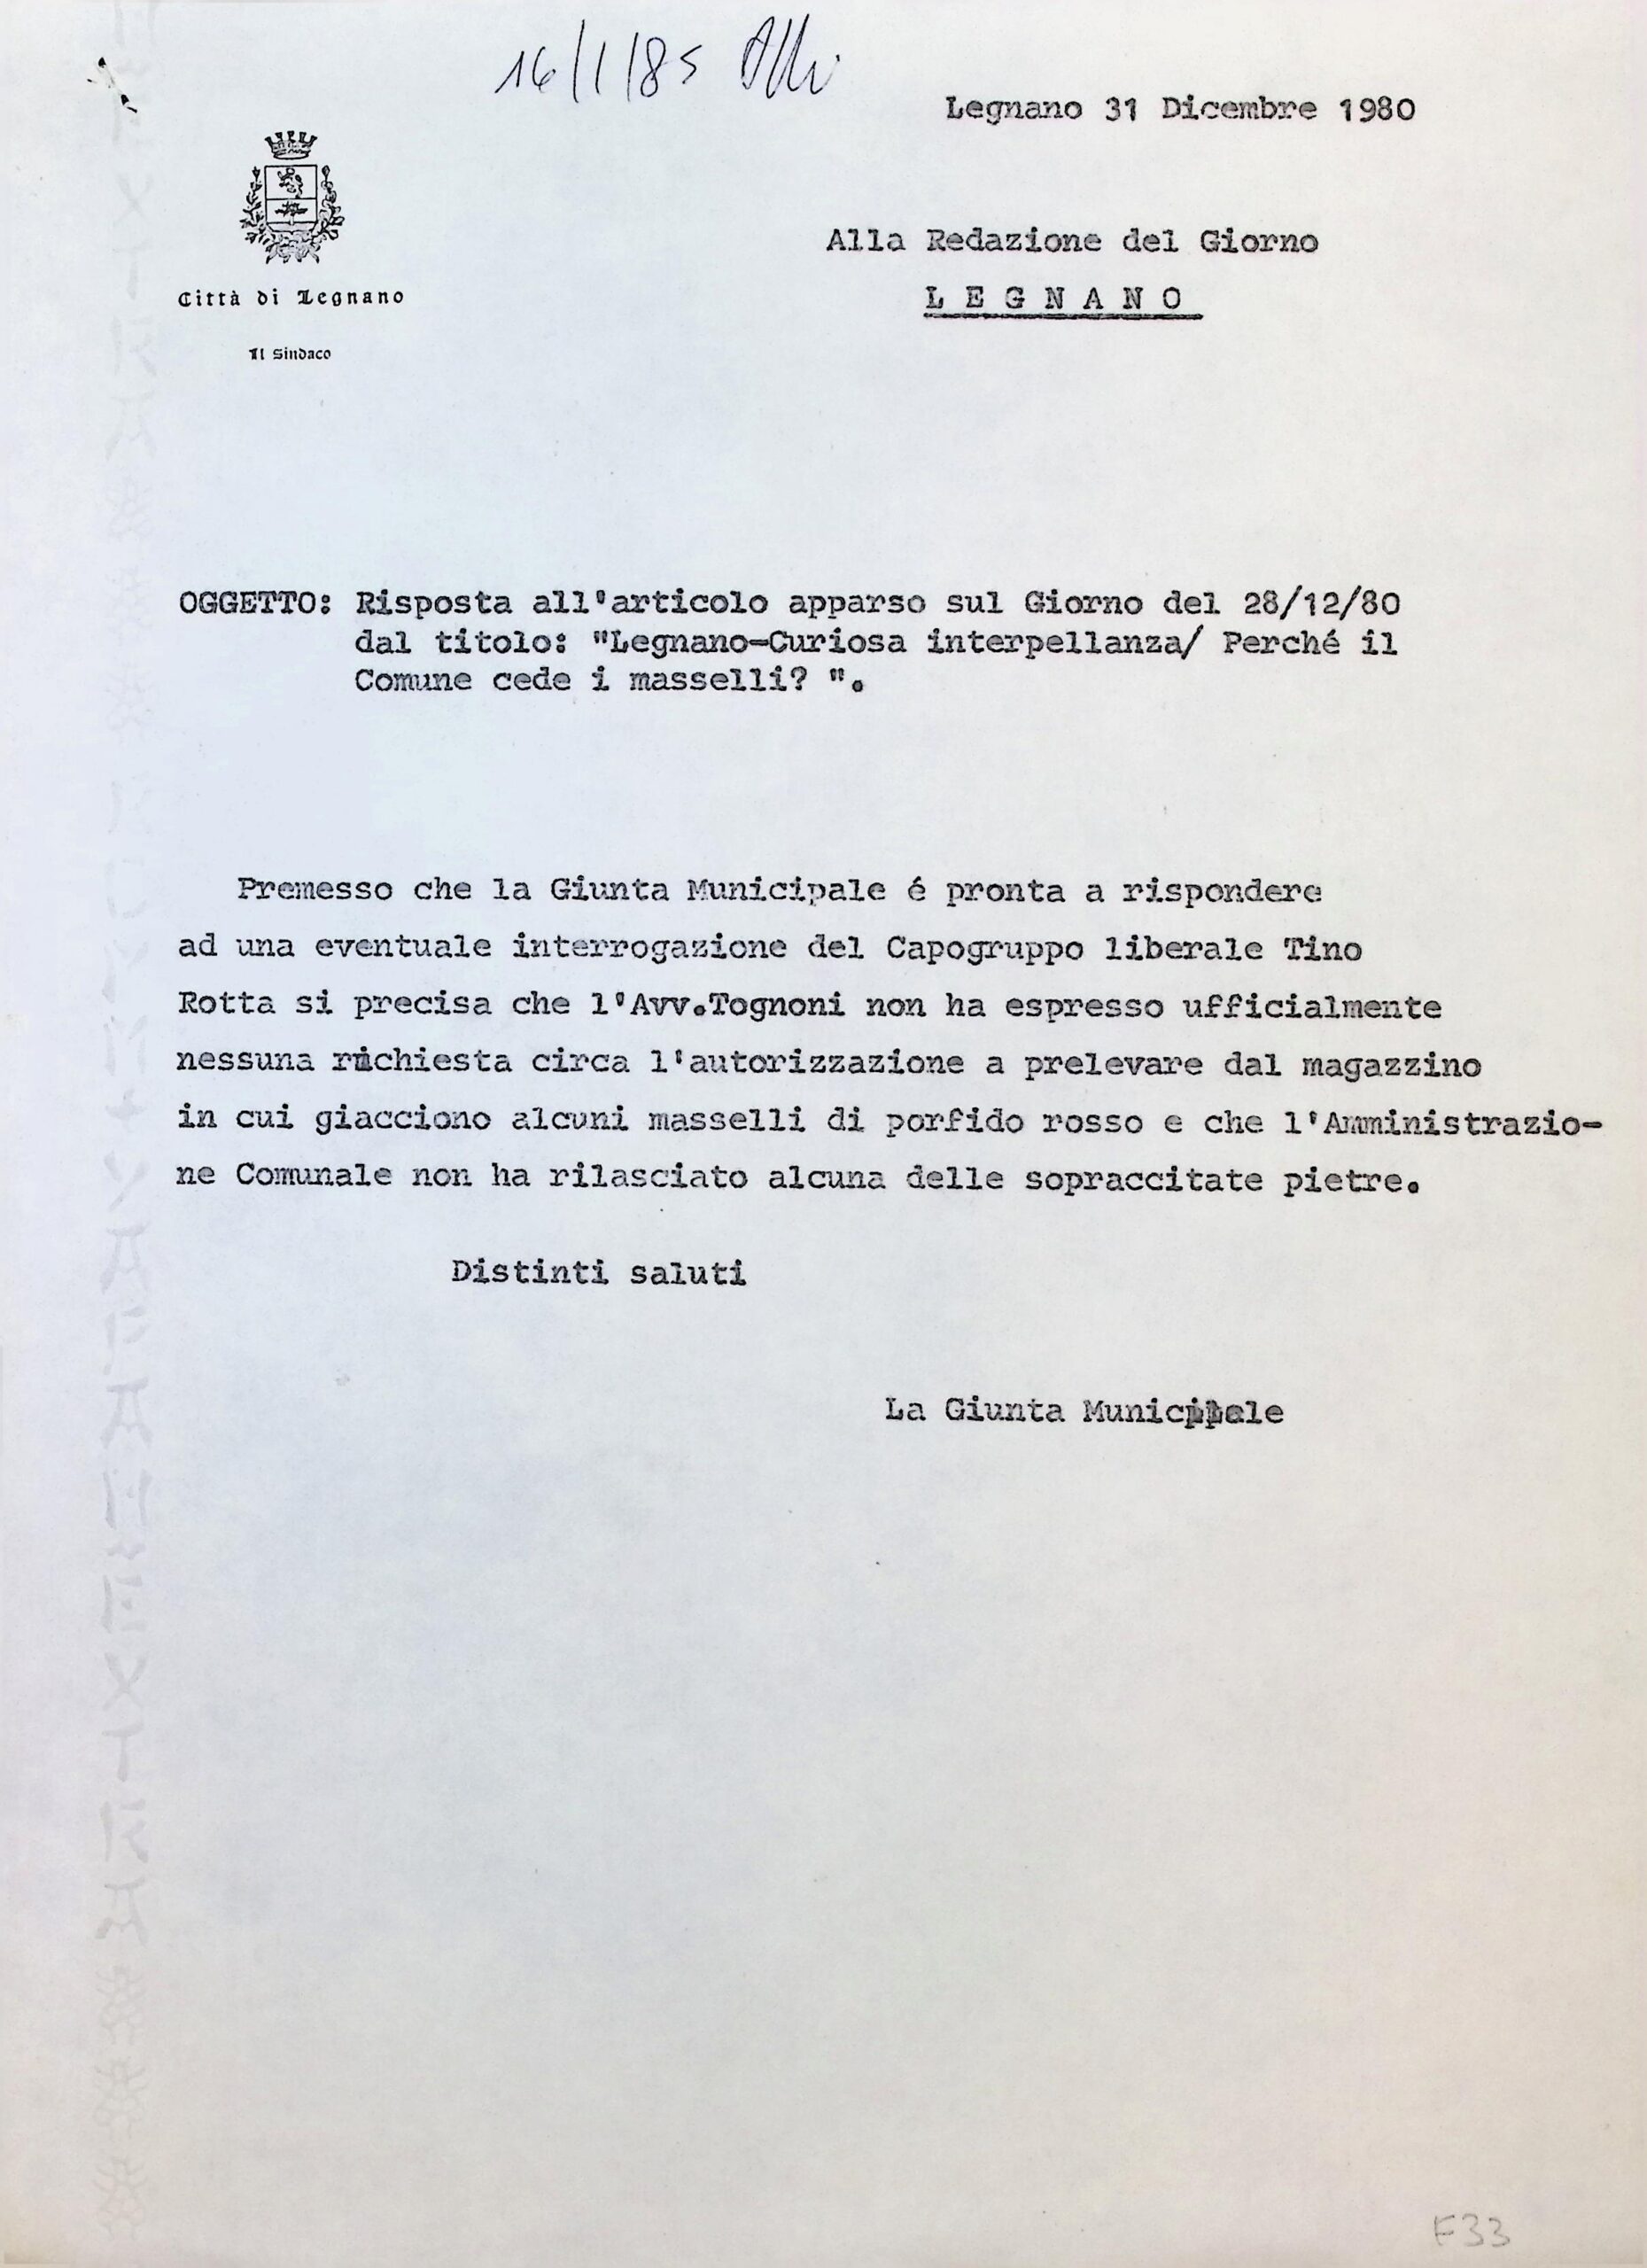 16/1/85
Legnano 31 Dicembre 1980
Alla Redazione del Giorno
L E G N A N O
Città di Legnano
Il Sindaco
OGGETTO: Risposta all'articolo apparso sul Giorno del 28/12/80
dal titolo: "Legnano-Curiosa interpellanza/ Perché il
Comune cede i masselli? ".
Premesso che la Giunta Municipale é pronta a rispondere
ad una eventuale interrogazione del Capogruppo liberale Tino
Rotta si precisa che l'Avv.Tognoni non ha espresso ufficialmente
nessuna richiesta circa l'autorizzazione a prelevare dal magazzino
in cui giacciono alcuni masselli di porfido rosso e che l'Amministrazio-
ne Comunale non ha rilasciato alcuna delle sopraccitate pietre.
Distinti saluti
La Giunta Municipale
F33